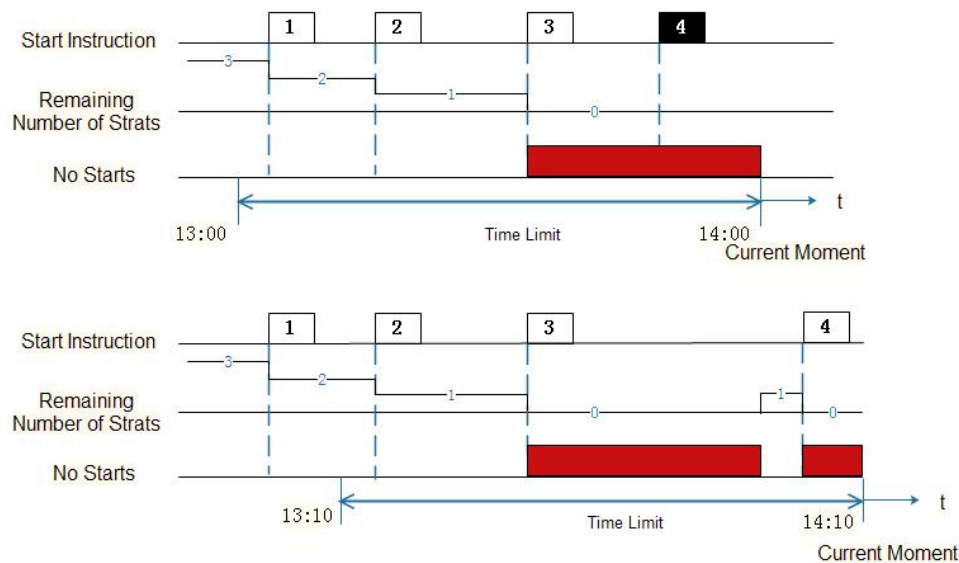 1 2 3 4
Start Instruction
3
2
Remaining
1
Number of Strats
0
No Starts
t
13:00
Time Limit
14:00
Current Moment
1 2 3 4
Start Instruction
3
2
Remaining
1 1
Number of Strats
0 0
No Starts
t
13:10
Time Limit
14:10
Current Moment